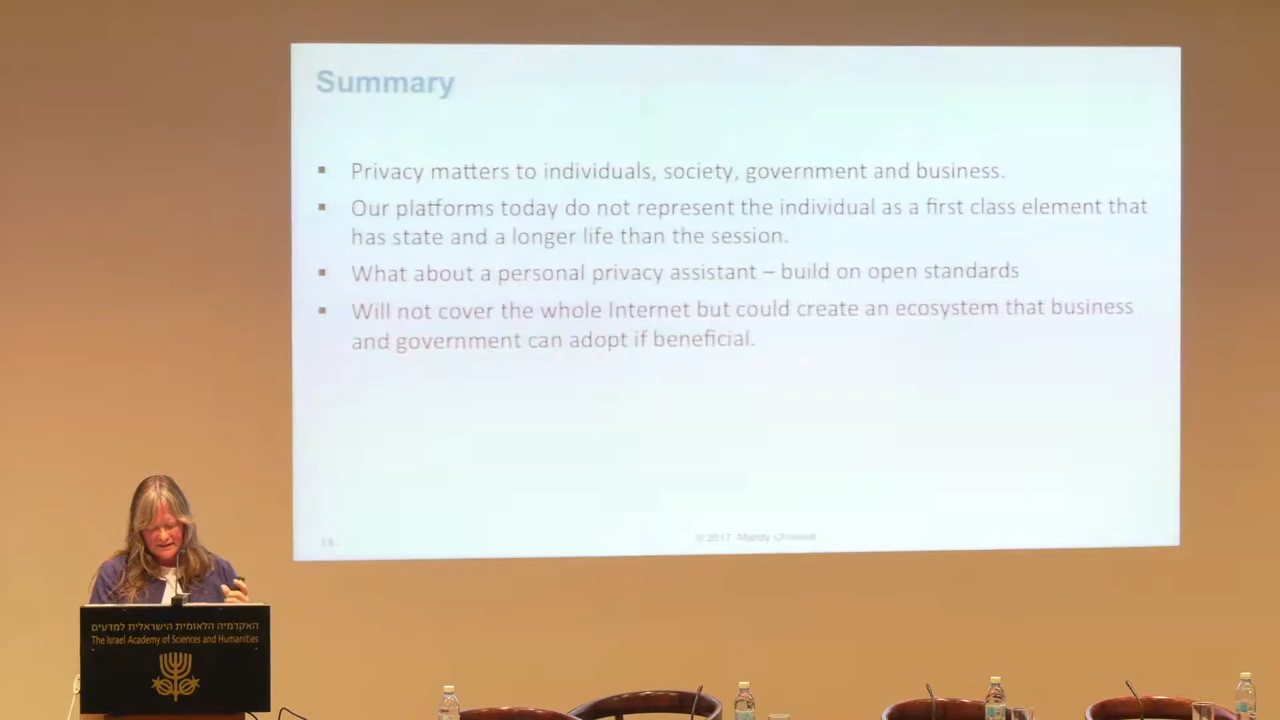 Summary
▪ Privacy matters to individuals, society, government and business.
▪ Our platforms today do not represent the individual as a first class element that
has state and a longer life than the session.
▪ What about a personal privacy assistant – build on open standards
▪ Will not cover the whole Internet but could create an ecosystem that business
and government can adopt if beneficial.
© 2017 Mandy
האקדמיה הלאומית הישראלית למדעים
The Israel Academy of Sciences and Humanities